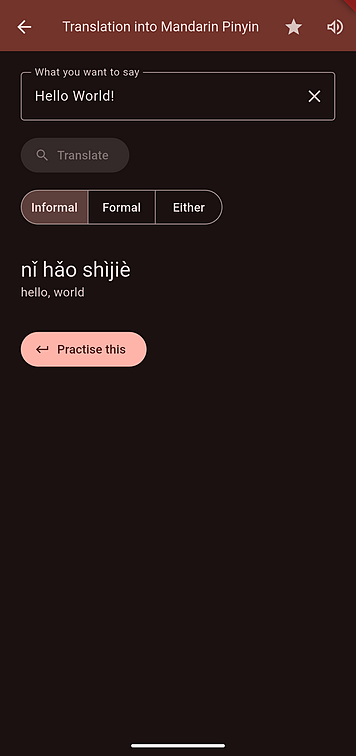 Translation into Mandarin Pinyin
What you want to say
Hello World!
Translate
Informal Formal Either
nǐ hǎo shìjiè
hello, world
Practise this